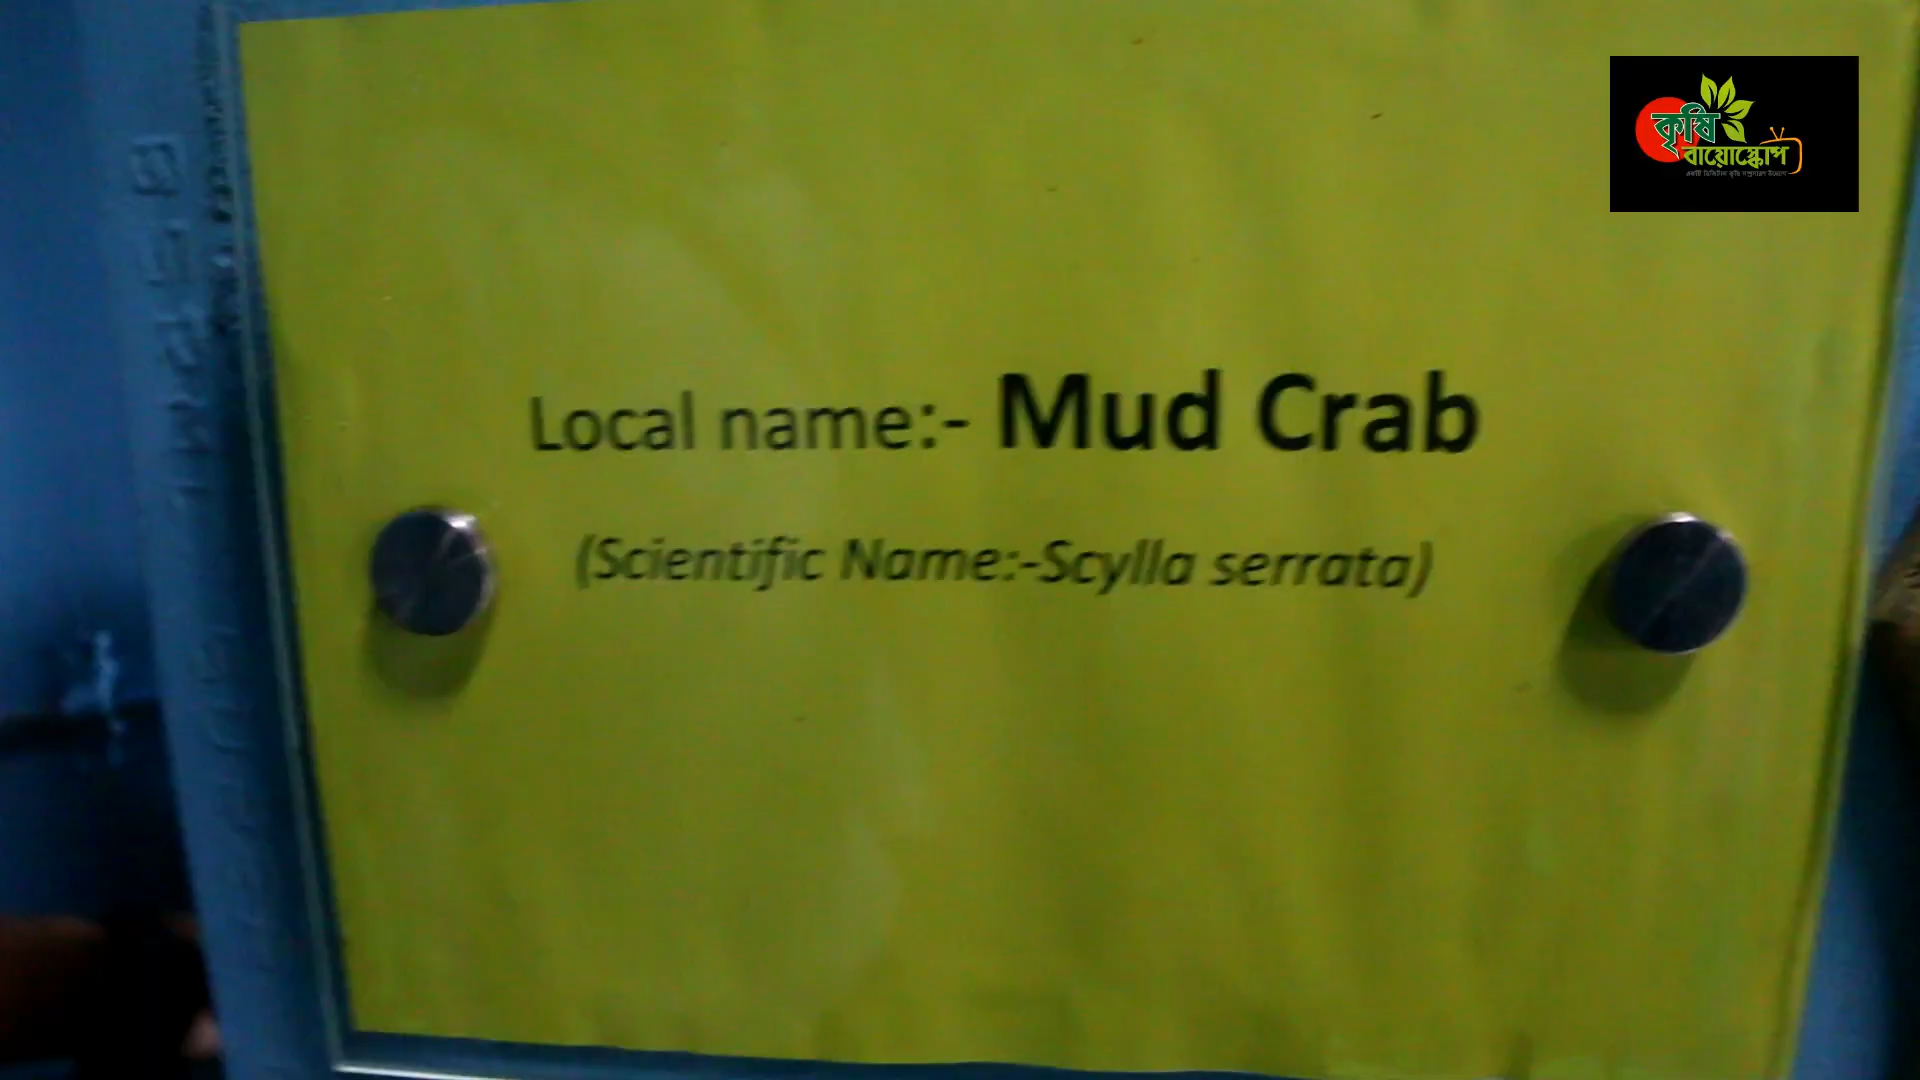 কৃষি
বায়োস্কোপ
Local name:- Mud Crab
(Scientific Name:-Scylla serrata)